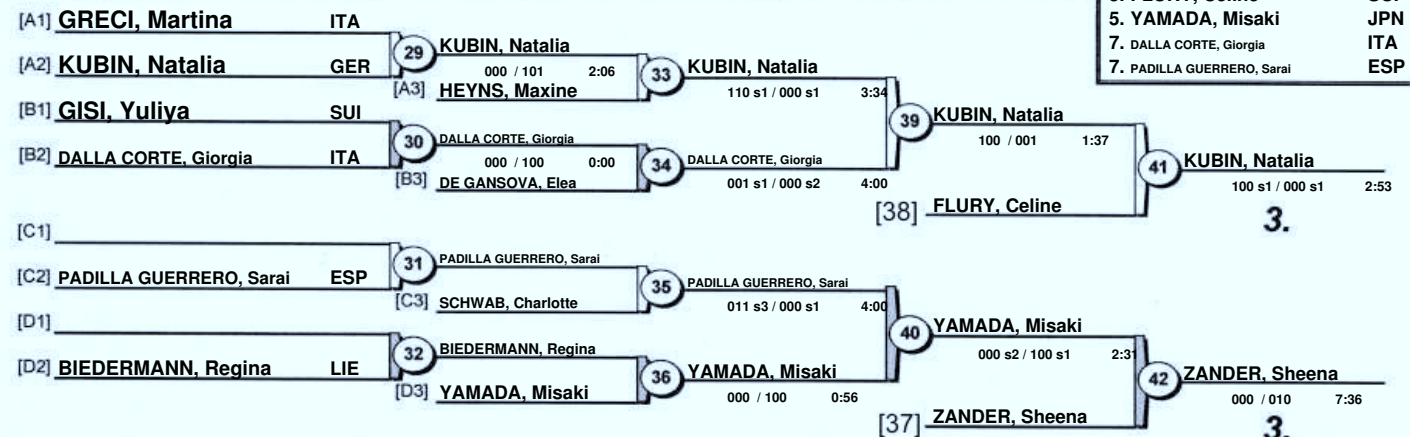 5. YAMADA, Misaki JPN
7. DALLA CORTE, Giorgia ITA
7. PADILLA GUERRERO, Sarai ESP
[A1] GRECI, Martina ITA
29 KUBIN, Natalia
[A2] KUBIN, Natalia GER
000 / 101 2:06
33 KUBIN, Natalia
[A3] HEYNS, Maxine
110 s1 / 000 s1 3:34
[B1] GISI, Yuliya SUI
39 KUBIN, Natalia
30 DALLA CORTE, Giorgia
100 / 001 1:37
[B2] DALLA CORTE, Giorgia ITA
000 / 100 0:00
34 DALLA CORTE, Giorgia
41 KUBIN, Natalia
[B3] DE GANSOVA, Elea
001 s1 / 000 s2 4:00
100 s1 / 000 s1 2:53
[38] FLURY, Celine
3.
[C1]
31 PADILLA GUERRERO, Sarai
[C2] PADILLA GUERRERO, Sarai ESP
35 PADILLA GUERRERO, Sarai
[C3] SCHWAB, Charlotte
011 s3 / 000 s1 4:00
[D1]
40 YAMADA, Misaki
32 BIEDERMANN, Regina
000 s2 / 100 s1 2:31
[D2] BIEDERMANN, Regina LIE
36 YAMADA, Misaki
42 ZANDER, Sheena
[D3] YAMADA, Misaki
000 / 100 0:56
000 / 010 7:36
[37] ZANDER, Sheena
3.